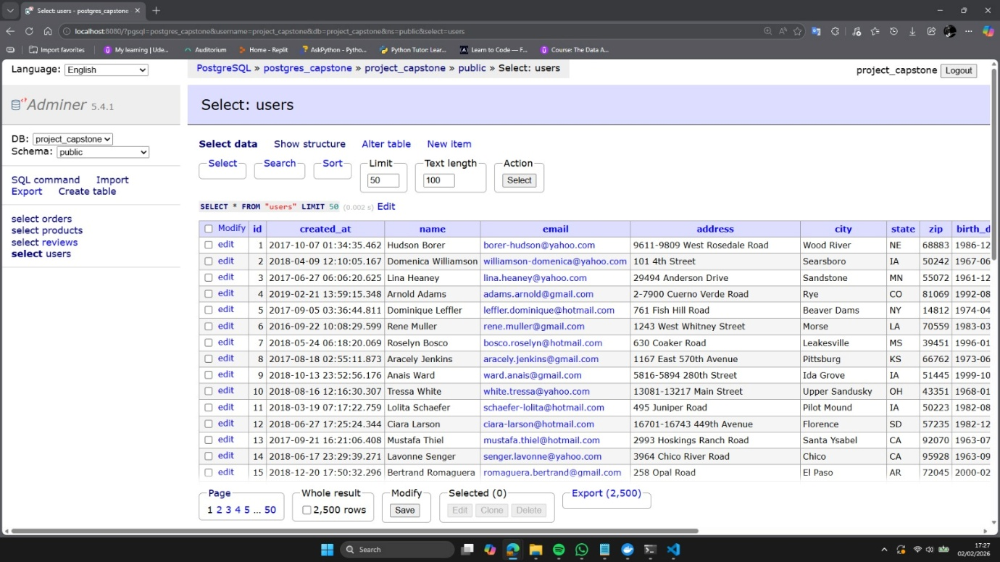 Select: users - postgres_capstone
localhost:8080/?pgsql=postgres_capstone&username=project_capstone&db=project_capstone&ns=public&select=users
Import favorites My learning | Ude... Auditorium Home - Replit AskPython - Pytho... Python Tutor: Lear... Learn to Code — F... Course: The Data A...
Language: English
PostgreSQL » postgres_capstone » project_capstone » public » Select: users
project_capstone Logout
Adminer 5.4.1
Select: users
DB: project_capstone
Schema: public
SQL command Import
Export Create table
select orders
select products
select reviews
select users
Select data Show structure Alter table New item
Select Search Sort Limit Text length Action
50 100 Select
SELECT * FROM "users" LIMIT 50 (0.002 s) Edit
Modify id created_at name email address city state zip birth_d
edit 1 2017-10-07 01:34:35.462 Hudson Borer borer-hudson@yahoo.com 9611-9809 West Rosedale Road Wood River NE 68883 1986-12
edit 2 2018-04-09 12:10:05.167 Domenica Williamson williamson-domenica@yahoo.com 101 4th Street Searsboro IA 50242 1967-06
edit 3 2017-06-27 06:06:20.625 Lina Heaney lina.heaney@yahoo.com 29494 Anderson Drive Sandstone MN 55072 1961-12
edit 4 2019-02-21 13:59:15.348 Arnold Adams adams.arnold@gmail.com 2-7900 Cuerno Verde Road Rye CO 81069 1992-08
edit 5 2017-09-05 03:36:44.811 Dominique Leffler leffler.dominique@hotmail.com 761 Fish Hill Road Beaver Dams NY 14812 1974-04
edit 6 2016-09-22 10:08:29.599 Rene Muller rene.muller@gmail.com 1243 West Whitney Street Morse LA 70559 1983-03
edit 7 2018-05-24 06:18:20.069 Roselyn Bosco bosco.roselyn@hotmail.com 630 Coaker Road Leakesville MS 39451 1996-01
edit 8 2017-08-18 02:55:11.873 Aracely Jenkins aracely.jenkins@gmail.com 1167 East 570th Avenue Pittsburg KS 66762 1973-06
edit 9 2018-10-13 23:52:56.176 Anais Ward ward.anais@gmail.com 5816-5894 280th Street Ida Grove IA 51445 1999-10
edit 10 2018-08-16 12:16:30.307 Tressa White white.tressa@yahoo.com 13081-13217 Main Street Upper Sandusky OH 43351 1968-01
edit 11 2018-03-19 07:17:22.759 Lolita Schaefer schaefer-lolita@hotmail.com 495 Juniper Road Pilot Mound IA 50223 1982-08
edit 12 2018-06-27 17:25:24.344 Ciara Larson ciara-larson@hotmail.com 16701-16743 449th Avenue Florence SD 57235 1982-12
edit 13 2017-09-21 16:21:06.408 Mustafa Thiel mustafa.thiel@hotmail.com 2993 Hoskings Ranch Road Santa Ysabel CA 92070 1963-07
edit 14 2018-06-17 23:29:39.271 Lavonne Senger senger.lavonne@yahoo.com 3964 Chico River Road Chico CA 95928 1963-09
edit 15 2018-12-20 17:50:32.296 Bertrand Romaguera romaguera.bertrand@gmail.com 258 Opal Road El Paso AR 72045 2000-02
Page Whole result Modify Selected (0) Export (2,500)
1 2 3 4 5 ... 50 2,500 rows Save Edit Clone Delete
Search
17:27
02/02/2026